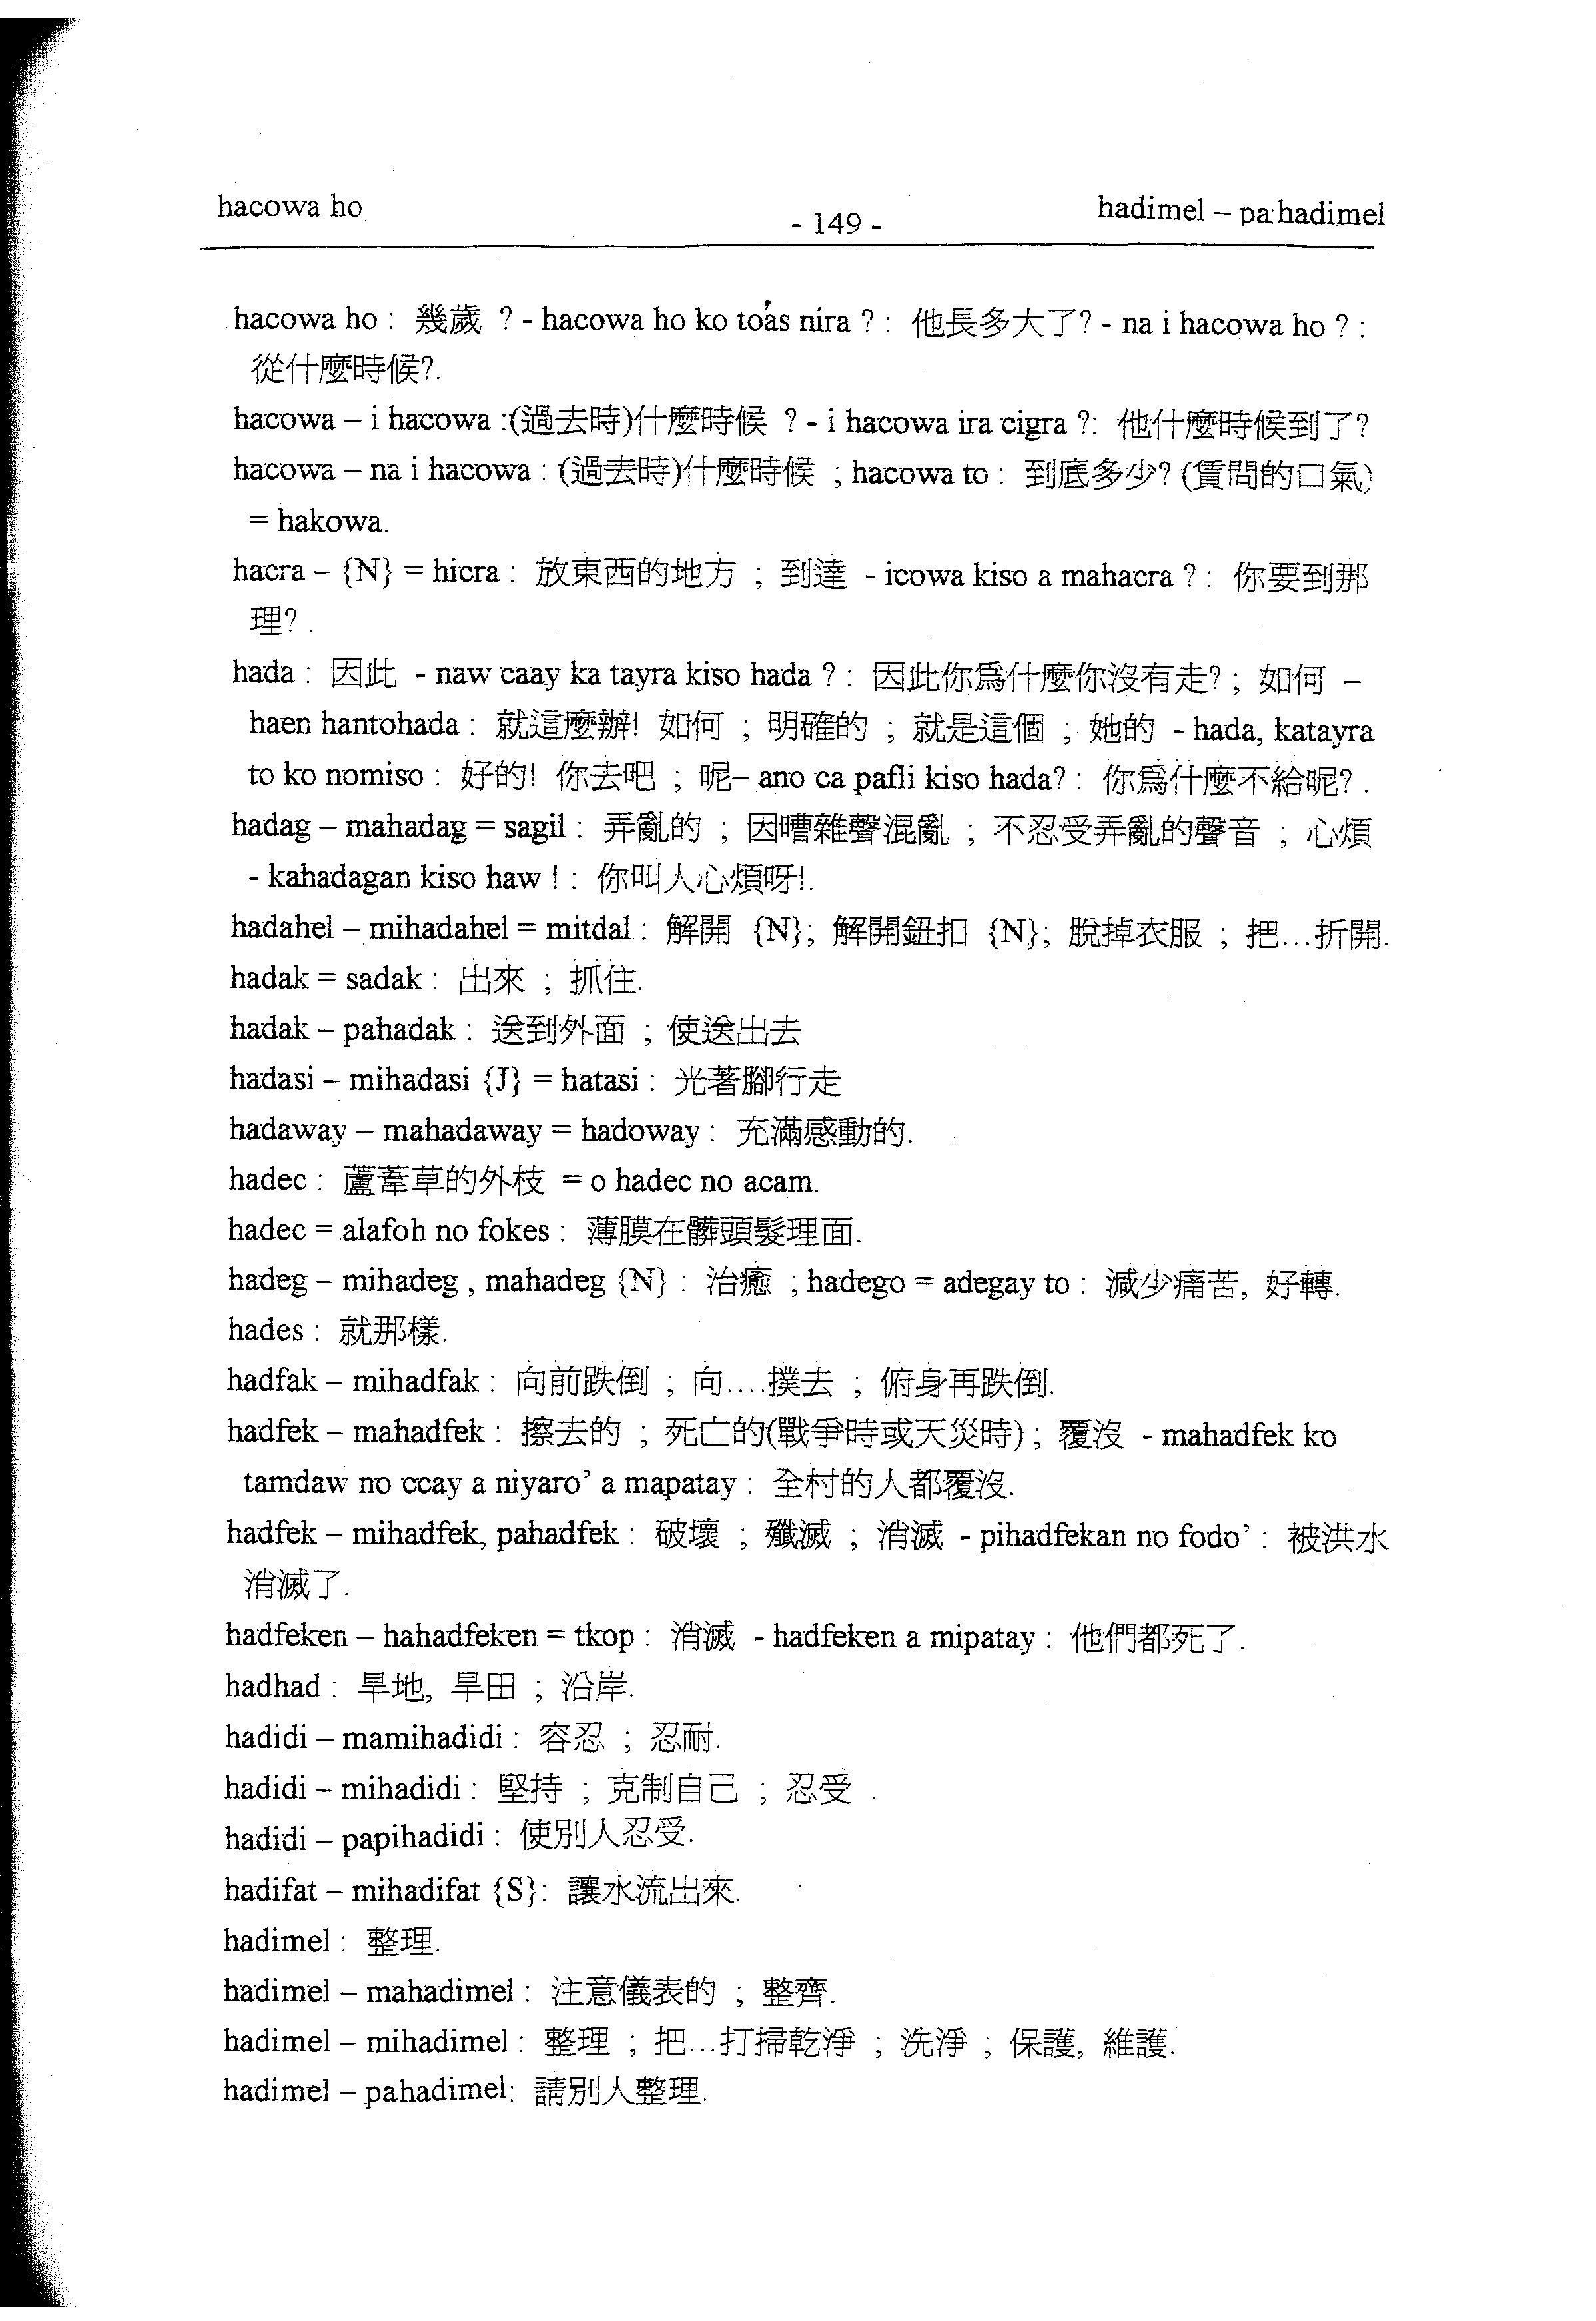 hacowa ho
- 149 -
hadimel – pahadimel
hacowa ho : 幾歲 ? - hacowa ho ko to'as nira ? : 他長多大了? - na i hacowa ho ? :
從什麼時候?.
hacowa – i hacowa :(過去時)什麼時候 ? - i hacowa ira cigra ?: 他什麼時候到了?
hacowa – na i hacowa : (過去時)什麼時候 ; hacowa to : 到底多少? (質問的口氣)
= hakowa.
hacra – {N} = hicra : 放東西的地方 ; 到達 - icowa kiso a mahacra ? : 你要到那
理? .
hada : 因此 - naw caay ka tayra kiso hada ? : 因此你爲什麼你沒有走? ; 如何 –
haen hantohada : 就這麼辦! 如何 ; 明確的 ; 就是這個 ; 她的 - hada, katayra
to ko nomiso : 好的! 你去吧 ; 呢– ano ca pafli kiso hada? : 你爲什麼不給呢? .
hadag – mahadag = sagil : 弄亂的 ; 因嘈雜聲混亂 ; 不忍受弄亂的聲音 ; 心煩
- kahadagan kiso haw ! : 你叫人心煩呀!.
hadahel – mihadahel = mitdal : 解開 {N}; 解開鈕扣 {N}; 脫掉衣服 ; 把...折開.
hadak = sadak : 出來 ; 抓住.
hadak – pahadak : 送到外面 ; 使送出去
hadasi – mihadasi {J} = hatasi : 光著腳行走
hadaway – mahadaway = hadoway : 充滿感動的.
hadec : 蘆葦草的外枝 = o hadec no acam.
hadec = alafoh no fokes : 薄膜在髒頭髮理面.
hadeg – mihadeg , mahadeg {N} : 治癒 ; hadego = adegay to : 減少痛苦, 好轉.
hades : 就那樣.
hadfak – mihadfak : 向前跌倒 ; 向....撲去 ; 俯身再跌倒.
hadfek – mahadfek : 擦去的 ; 死亡的(戰爭時或天災時) ; 覆沒 - mahadfek ko
tamdaw no ccay a niyaro’ a mapatay : 全村的人都覆沒.
hadfek – mihadfek, pahadfek : 破壞 ; 殲滅 ; 消滅 - pihadfekan no fodo’ : 被洪水
消滅了.
hadfeken – hahadfeken = tkop : 消滅 - hadfeken a mipatay : 他們都死了.
hadhad : 旱地, 旱田 ; 沿岸.
hadidi – mamihadidi : 容忍 ; 忍耐.
hadidi – mihadidi : 堅持 ; 克制自己 ; 忍受 .
hadidi – papihadidi : 使別人忍受.
hadifat – mihadifat {S}: 讓水流出來.
hadimel : 整理.
hadimel – mahadimel : 注意儀表的 ; 整齊.
hadimel – mihadimel : 整理 ; 把...打掃乾淨 ; 洗淨 ; 保護, 維護.
hadimel – pahadimel: 請別人整理.